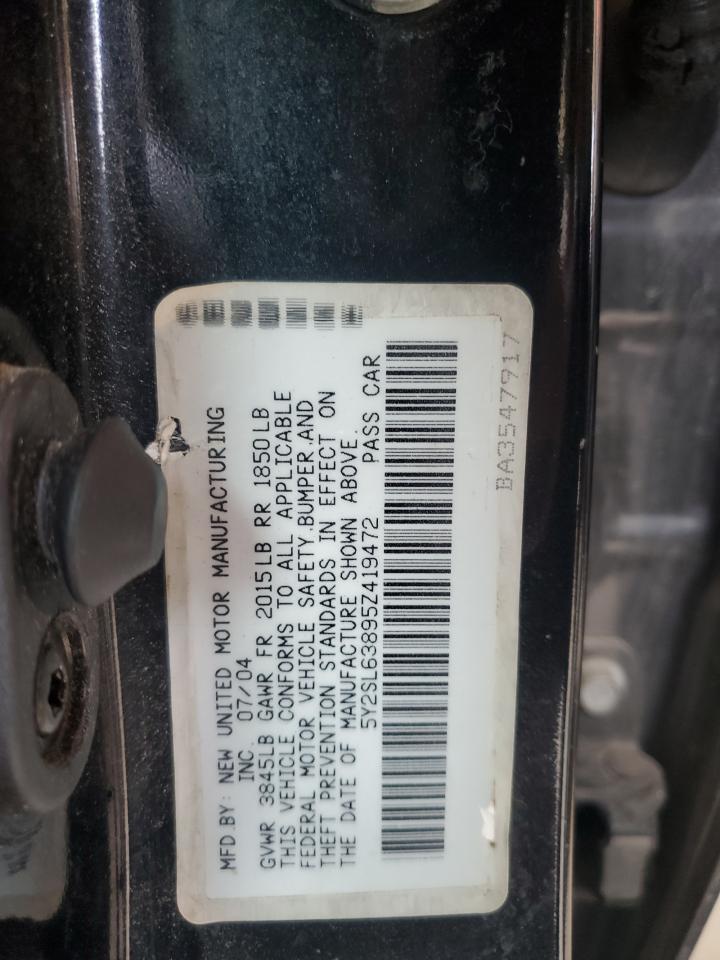 MFD.BY: NEW UNITED MOTOR MANUFACTURING
INC. 07/04
GVWR 3845LB GAWR FR 2015LB RR 1850LB
THIS VEHICLE CONFORMS TO ALL APPLICABLE
FEDERAL MOTOR VEHICLE SAFETY,BUMPER,AND
THEFT PREVENTION STANDARDS IN EFFECT ON
THE DATE OF MANUFACTURE SHOWN ABOVE.
5Y2SL63895Z419472 PASS CAR
BA3547917